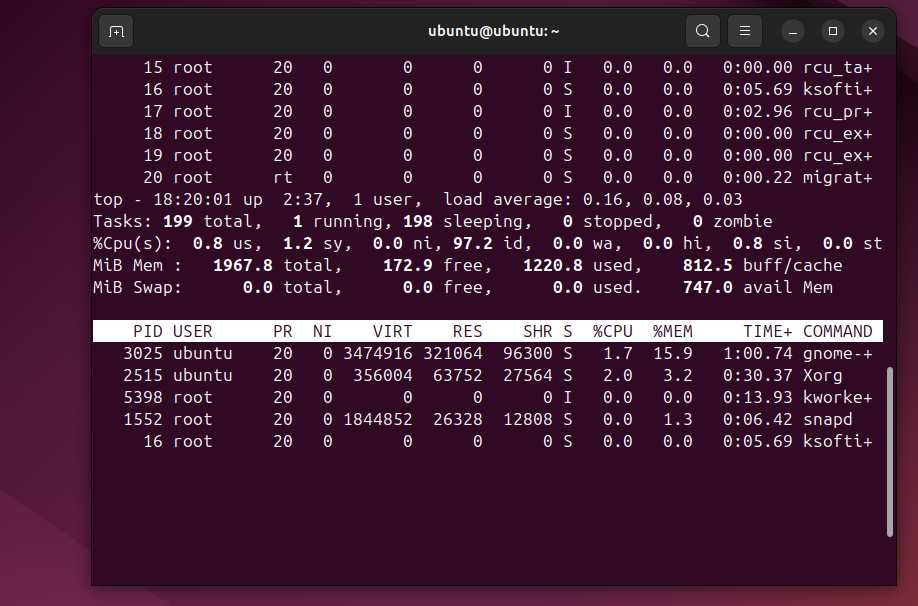 ubuntu@ubuntu: ~
15 root 20 0 0 0 0 I 0.0 0.0 0:00.00 rcu_ta+
16 root 20 0 0 0 0 S 0.0 0.0 0:05.69 ksofti+
17 root 20 0 0 0 0 I 0.0 0.0 0:02.96 rcu_pr+
18 root 20 0 0 0 0 S 0.0 0.0 0:00.00 rcu_ex+
19 root 20 0 0 0 0 S 0.0 0.0 0:00.00 rcu_ex+
20 root rt 0 0 0 0 S 0.0 0.0 0:00.22 migrat+
top - 18:20:01 up 2:37, 1 user, load average: 0.16, 0.08, 0.03
Tasks: 199 total, 1 running, 198 sleeping, 0 stopped, 0 zombie
%Cpu(s): 0.8 us, 1.2 sy, 0.0 ni, 97.2 id, 0.0 wa, 0.0 hi, 0.8 si, 0.0 st
MiB Mem : 1967.8 total, 172.9 free, 1220.8 used, 812.5 buff/cache
MiB Swap: 0.0 total, 0.0 free, 0.0 used. 747.0 avail Mem
PID USER PR NI VIRT RES SHR S %CPU %MEM TIME+ COMMAND
3025 ubuntu 20 0 3474916 321064 96300 S 1.7 15.9 1:00.74 gnome-+
2515 ubuntu 20 0 356004 63752 27564 S 2.0 3.2 0:30.37 Xorg
5398 root 20 0 0 0 0 I 0.0 0.0 0:13.93 kworke+
1552 root 20 0 1844852 26328 12808 S 0.0 1.3 0:06.42 snapd
16 root 20 0 0 0 0 S 0.0 0.0 0:05.69 ksofti+